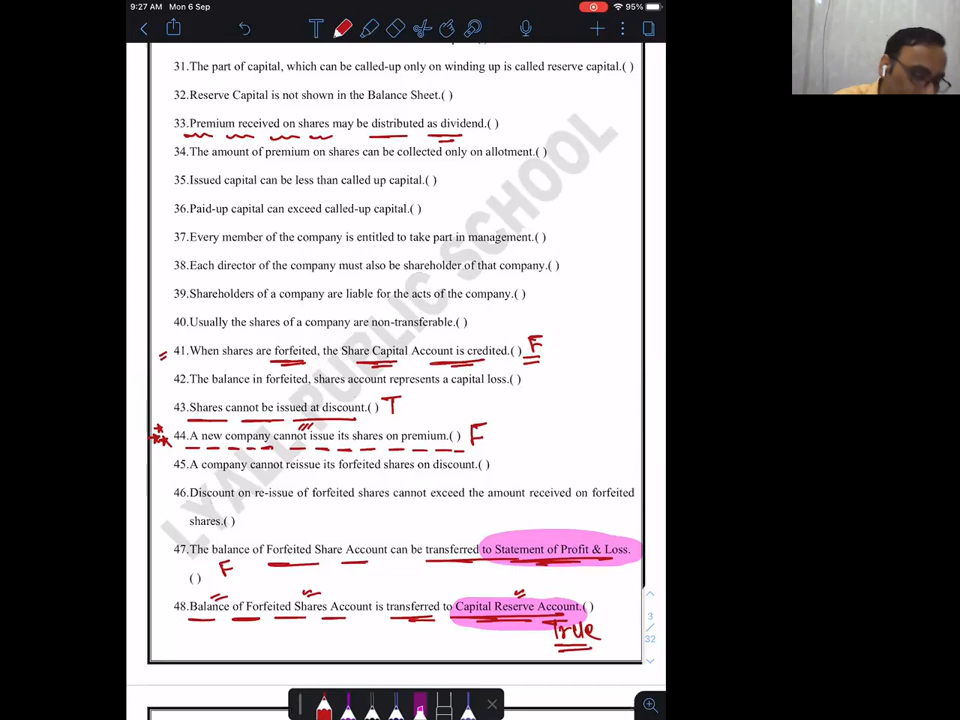 9:27 AM Mon 6 Sep
95%
31.The part of capital, which can be called-up only on winding up is called reserve capital.( )
32.Reserve Capital is not shown in the Balance Sheet.( )
33.Premium received on shares may be distributed as dividend.( )
34.The amount of premium on shares can be collected only on allotment.( )
35.Issued capital can be less than called up capital.( )
36.Paid-up capital can exceed called-up capital.( )
37.Every member of the company is entitled to take part in management.( )
38.Each director of the company must also be shareholder of that company.( )
39.Shareholders of a company are liable for the acts of the company.( )
40.Usually the shares of a company are non-transferable.( )
41.When shares are forfeited, the Share Capital Account is credited.( ) F
42.The balance in forfeited, shares account represents a capital loss.( )
43.Shares cannot be issued at discount.( ) T
44.A new company cannot issue its shares on premium.( ) F
45.A company cannot reissue its forfeited shares on discount.( )
46.Discount on re-issue of forfeited shares cannot exceed the amount received on forfeited
shares.( )
47.The balance of Forfeited Share Account can be transferred to Statement of Profit & Loss.
( ) F
48.Balance of Forfeited Shares Account is transferred to Capital Reserve Account.( )
True
LYALL PUBLIC SCHOOL
3
/
32